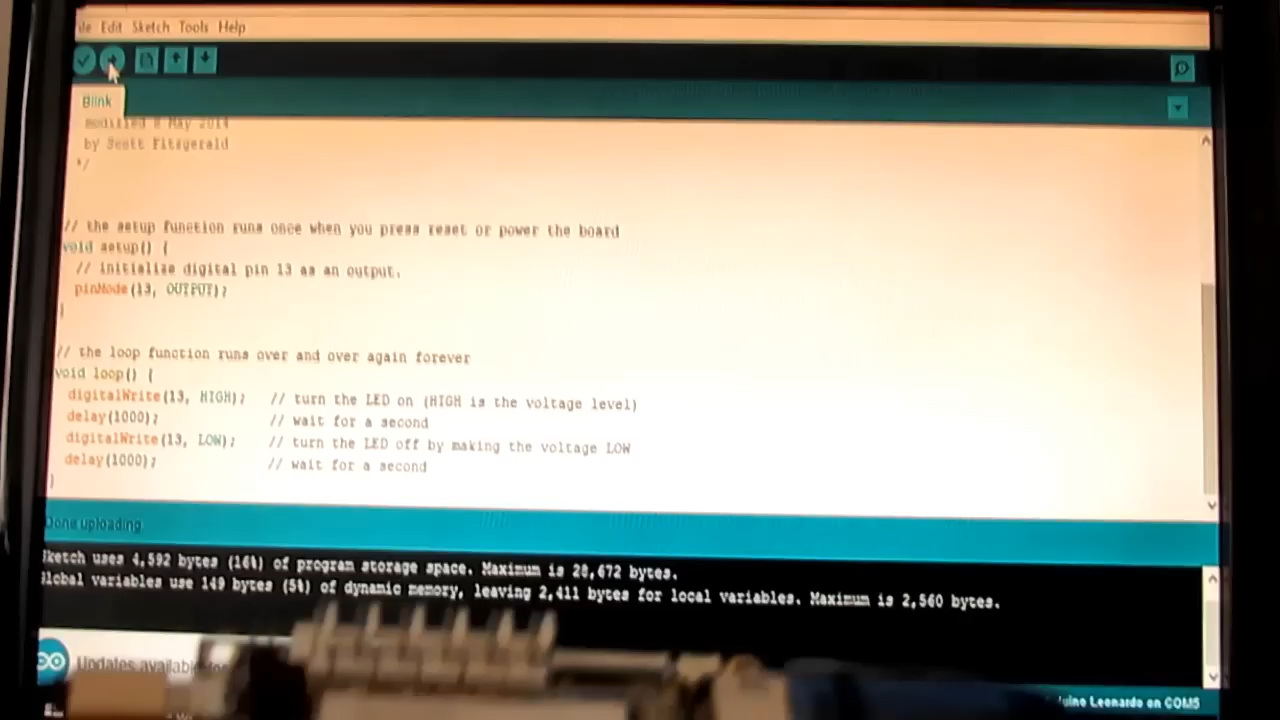 Edit Sketch Tools Help
Blink
modified 8 May 2014
by Scott Fitzgerald
*/
// the setup function runs once when you press reset or power the board
void setup() {
// initialize digital pin 13 as an output.
pinMode(13, OUTPUT);
}
// the loop function runs over and over again forever
void loop() {
digitalWrite(13, HIGH);   // turn the LED on (HIGH is the voltage level)
delay(1000);              // wait for a second
digitalWrite(13, LOW);    // turn the LED off by making the voltage LOW
delay(1000);              // wait for a second
}
Done uploading
Sketch uses 4,592 bytes (16%) of program storage space. Maximum is 28,672 bytes.
Global variables use 149 bytes (5%) of dynamic memory, leaving 2,411 bytes for local variables. Maximum is 2,560 bytes.
Updates available
Leonardo on COM5